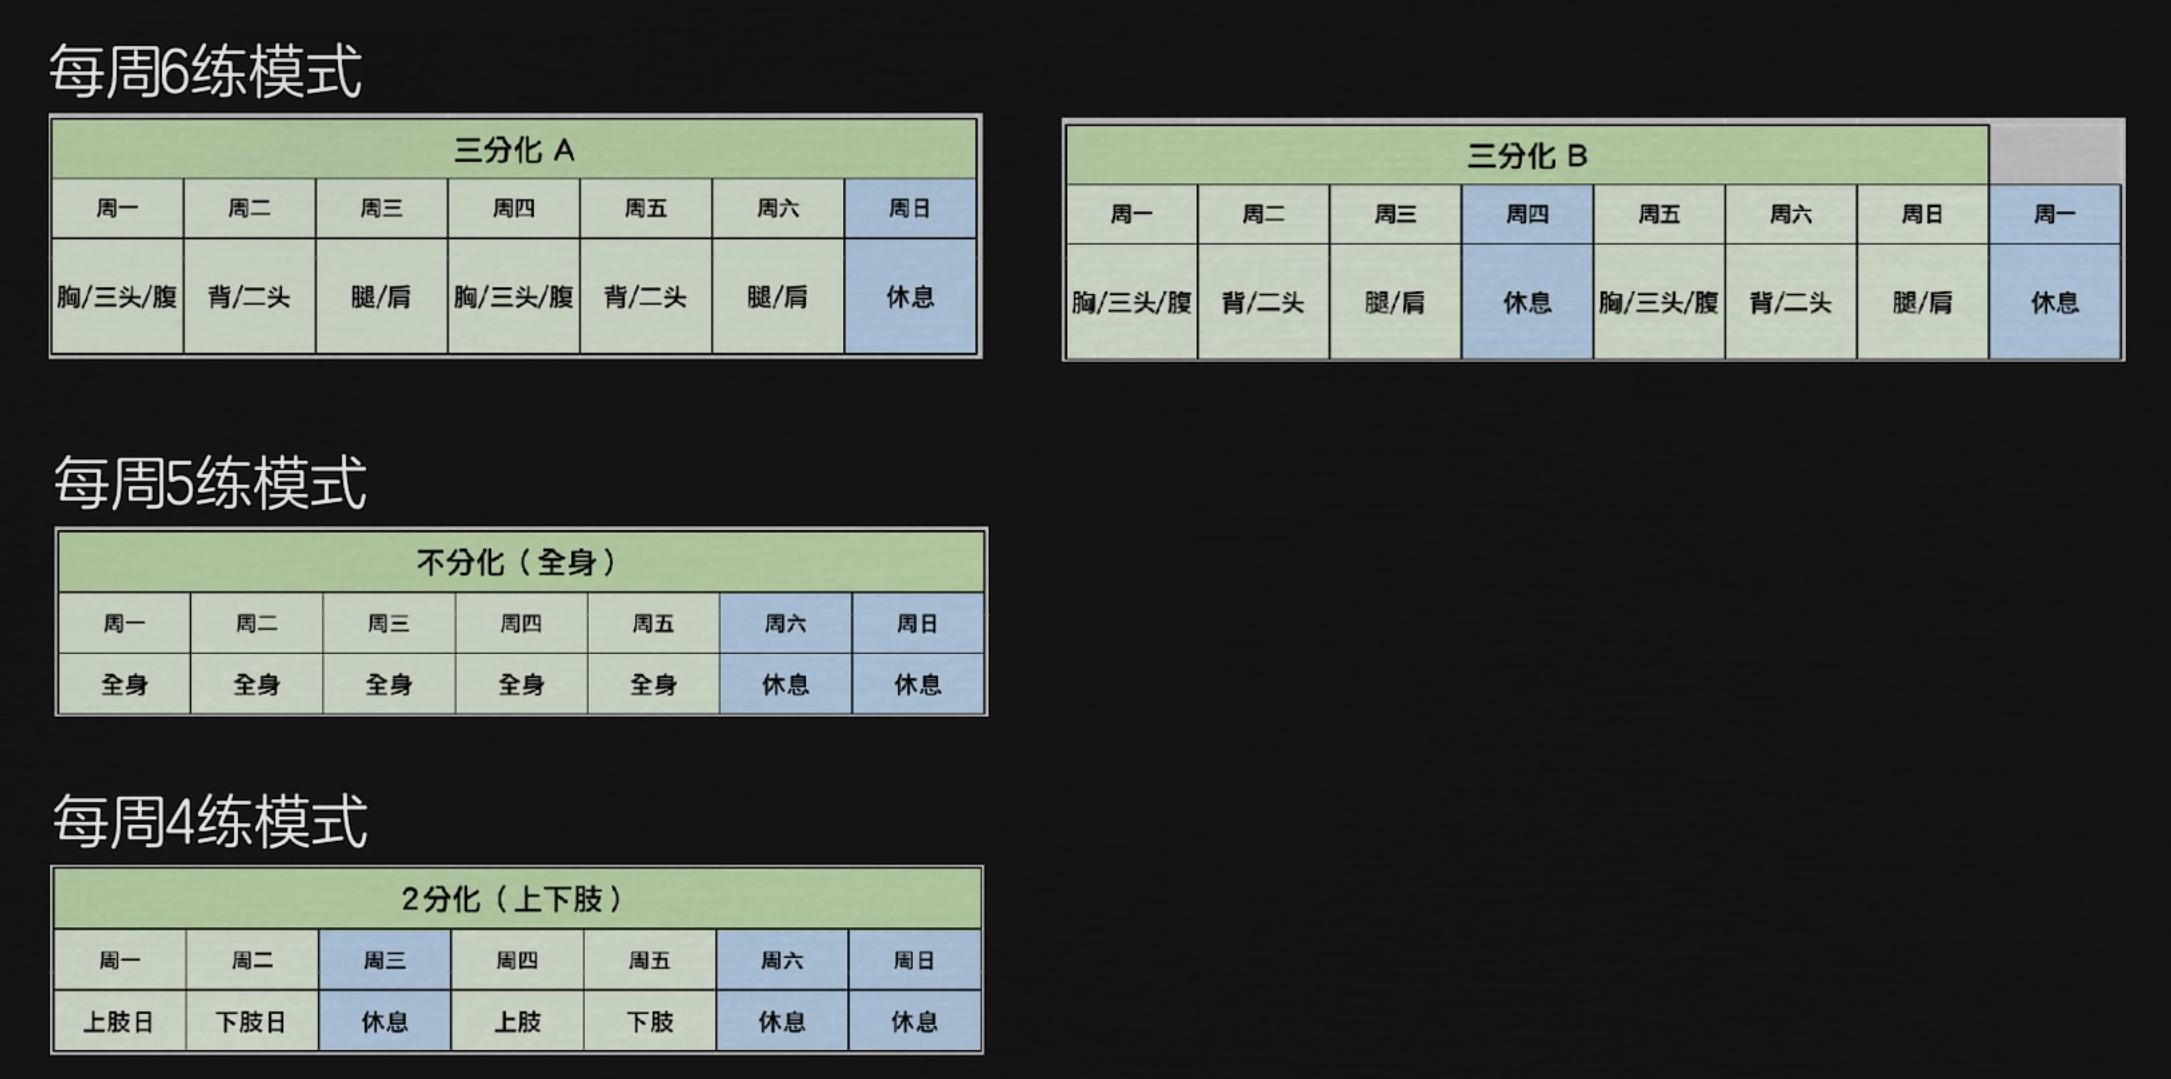 每周6练模式
三分化 A
周一 周二 周三 周四 周五 周六 周日
胸/三头/腹 背/二头 腿/肩 胸/三头/腹 背/二头 腿/肩 休息
三分化 B
周一 周二 周三 周四 周五 周六 周日 周一
胸/三头/腹 背/二头 腿/肩 休息 胸/三头/腹 背/二头 腿/肩 休息
每周5练模式
不分化（全身）
周一 周二 周三 周四 周五 周六 周日
全身 全身 全身 全身 全身 休息 休息
每周4练模式
2分化（上下肢）
周一 周二 周三 周四 周五 周六 周日
上肢日 下肢日 休息 上肢 下肢 休息 休息